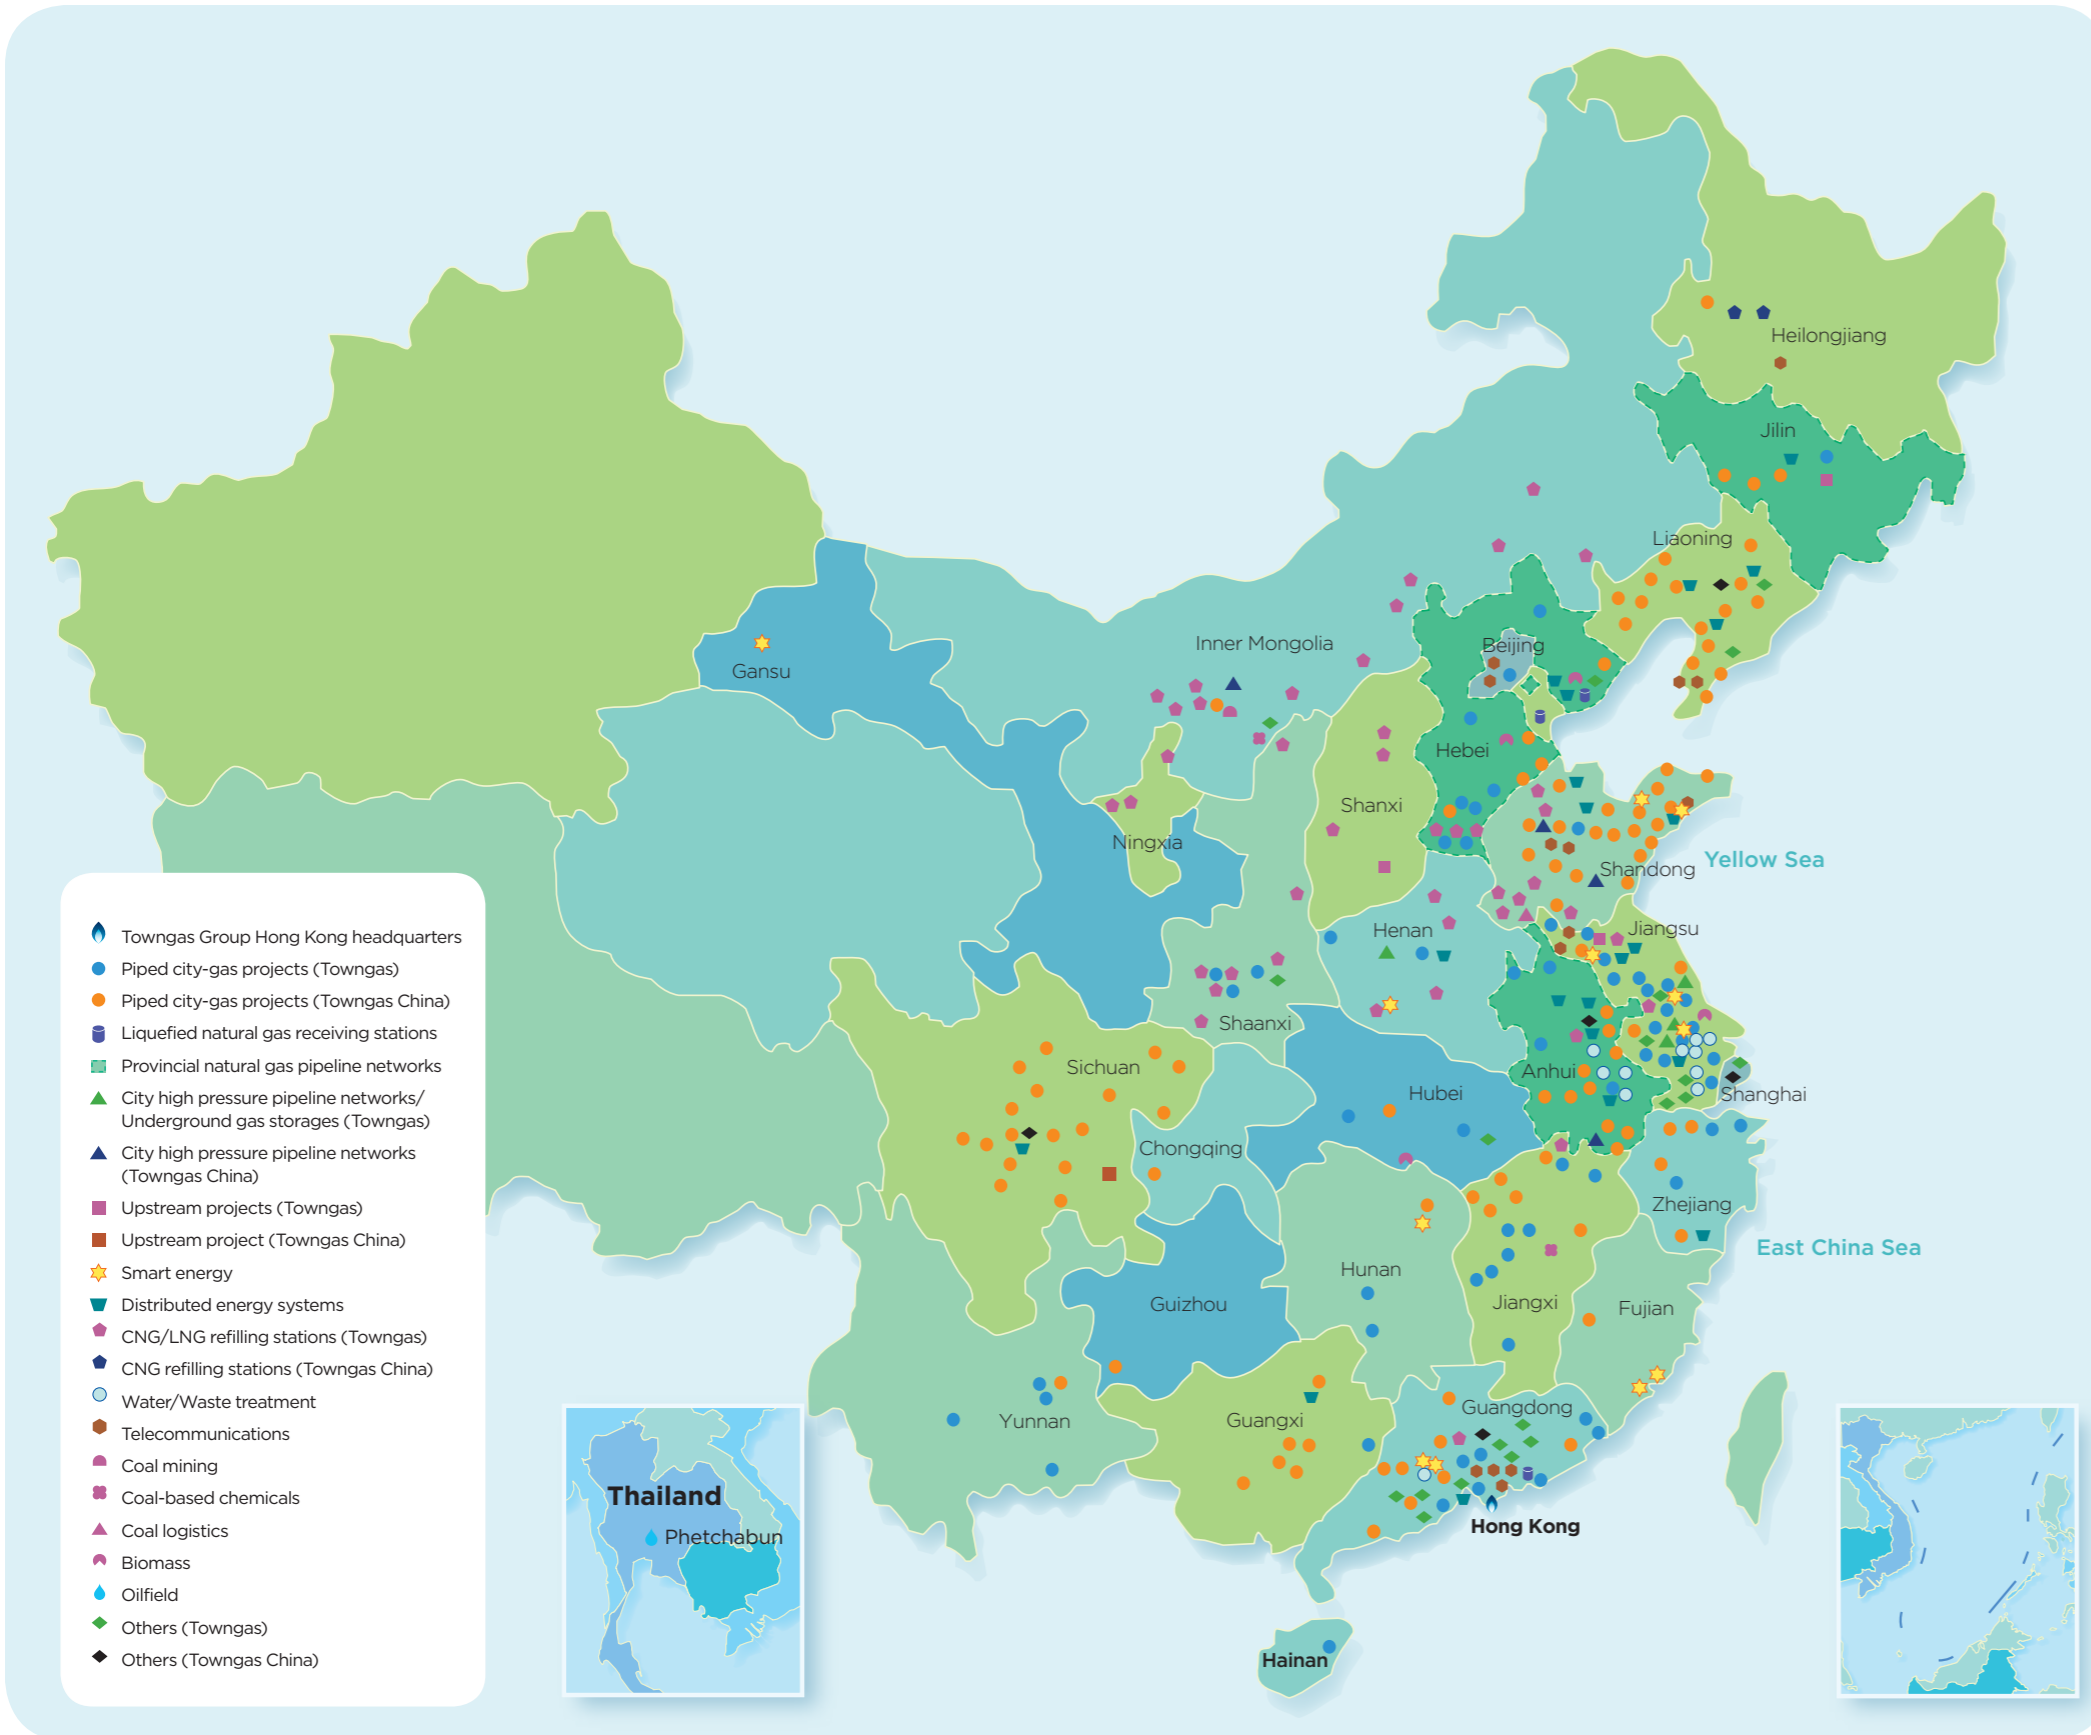 Heilongjiang
Jilin
Liaoning
Inner Mongolia
Beijing
Gansu
Hebei
Shanxi
Ningxia
Yellow Sea
Shandong
Henan
Jiangsu
Shaanxi
Sichuan
Anhui
Hubei
Shanghai
Chongqing
Zhejiang
East China Sea
Hunan
Guizhou
Jiangxi
Fujian
Yunnan
Guangxi
Guangdong
Hong Kong
Hainan
Thailand
Phetchabun
Towngas Group Hong Kong headquarters
Piped city-gas projects (Towngas)
Piped city-gas projects (Towngas China)
Liquefied natural gas receiving stations
Provincial natural gas pipeline networks
City high pressure pipeline networks/
Underground gas storages (Towngas)
City high pressure pipeline networks
(Towngas China)
Upstream projects (Towngas)
Upstream project (Towngas China)
Smart energy
Distributed energy systems
CNG/LNG refilling stations (Towngas)
CNG refilling stations (Towngas China)
Water/Waste treatment
Telecommunications
Coal mining
Coal-based chemicals
Coal logistics
Biomass
Oilfield
Others (Towngas)
Others (Towngas China)